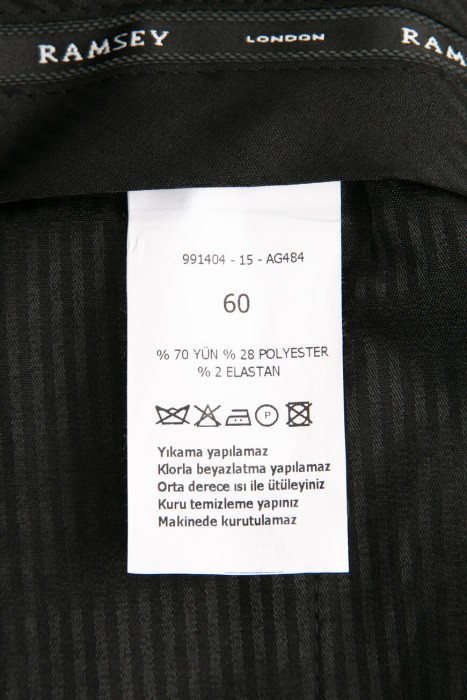 RAMSEY LONDON RAM
991404 - 15 - AG484
60
% 70 YÜN % 28 POLYESTER
% 2 ELASTAN
P
Yıkama yapılamaz
Klorla beyazlatma yapılamaz
Orta derece ısı ile ütüleyiniz
Kuru temizleme yapınız
Makinede kurutulamaz